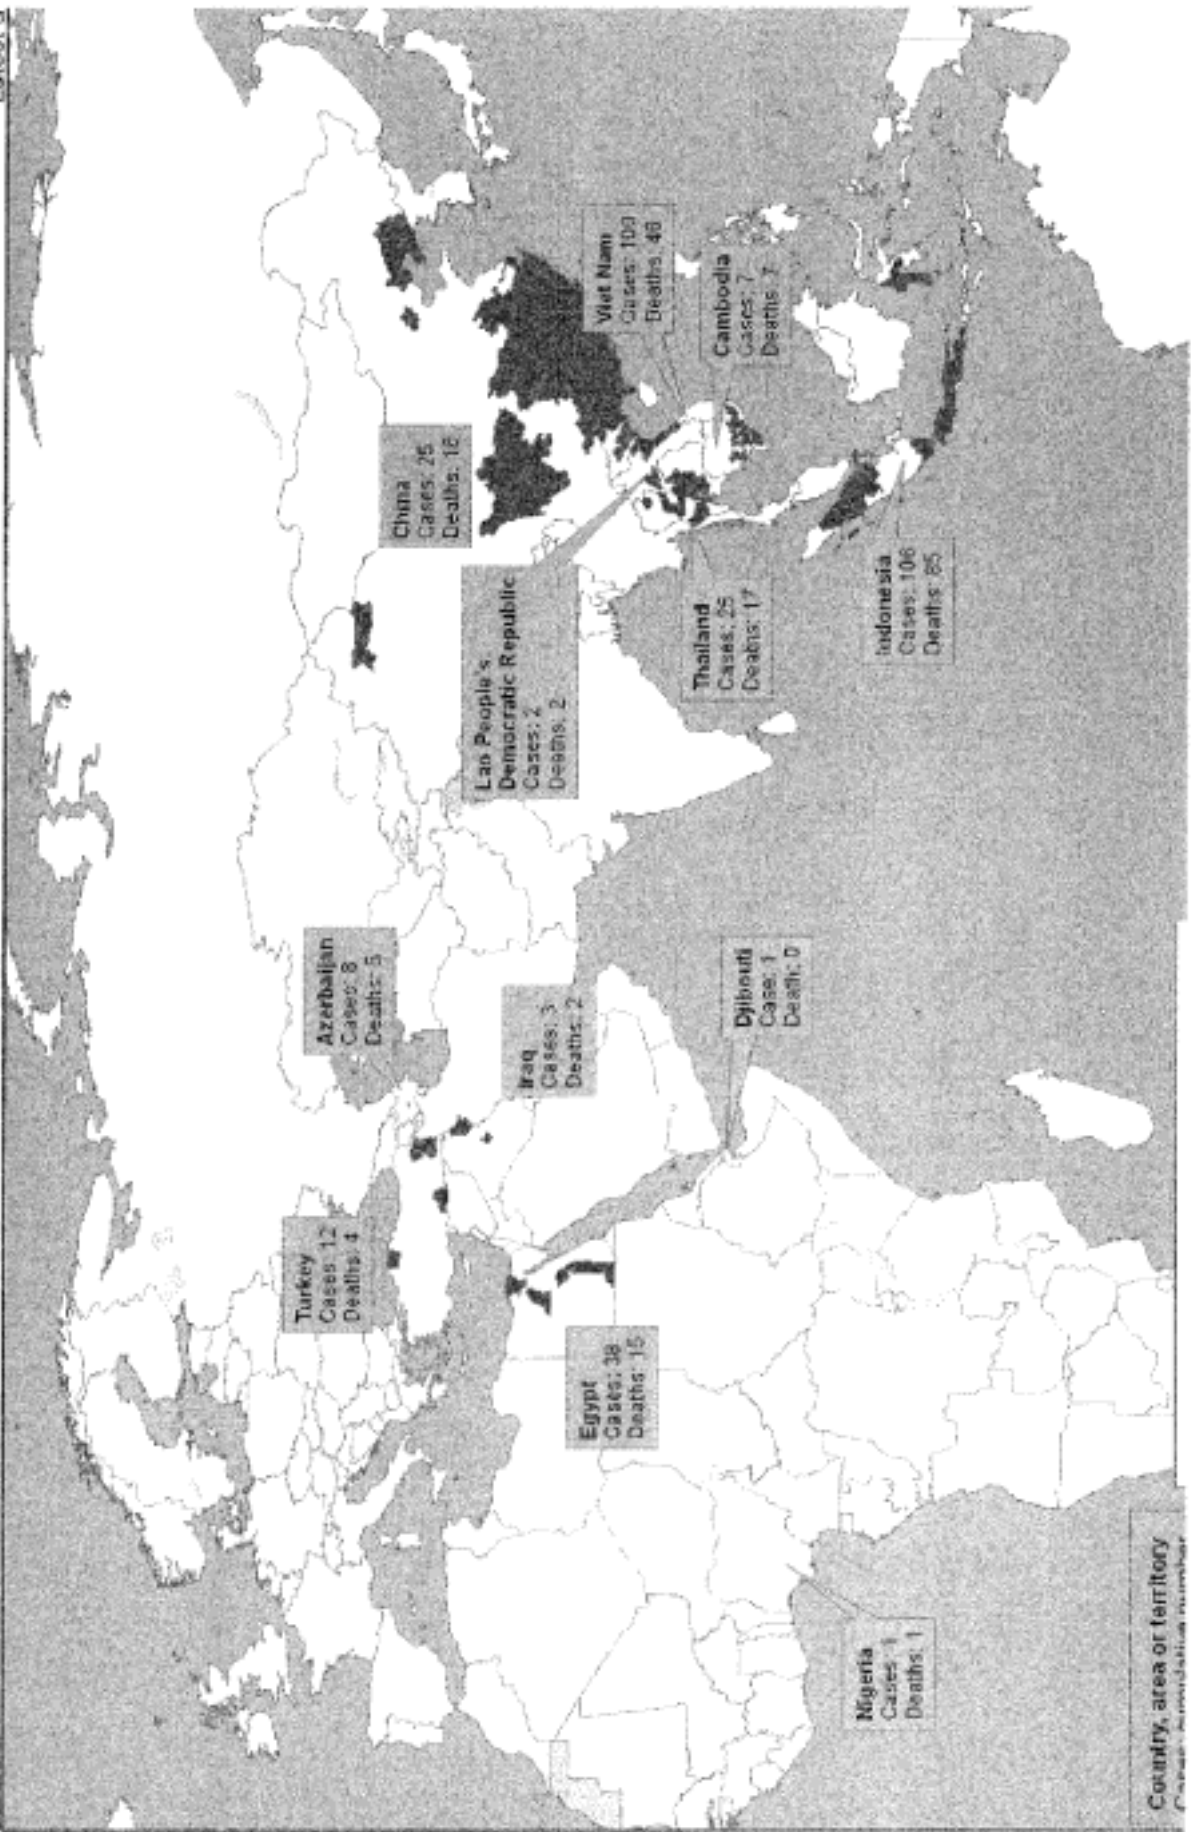 Turkey
Cases: 12
Deaths: 4
Azerbaijan
Cases: 8
Deaths: 5
China
Cases: 25
Deaths: 16
Lao People's
Democratic Republic
Cases: 2
Deaths: 2
Iraq
Cases: 3
Deaths: 2
Egypt
Cases: 38
Deaths: 15
Viet Nam
Cases: 100
Deaths: 46
Cambodia
Cases: 7
Deaths: 7
Thailand
Cases: 25
Deaths: 17
Djibouti
Case: 1
Death: 0
Indonesia
Cases: 106
Deaths: 85
Nigeria
Cases 1
Deaths: 1
Country, area or territory
Cases: cumulative number